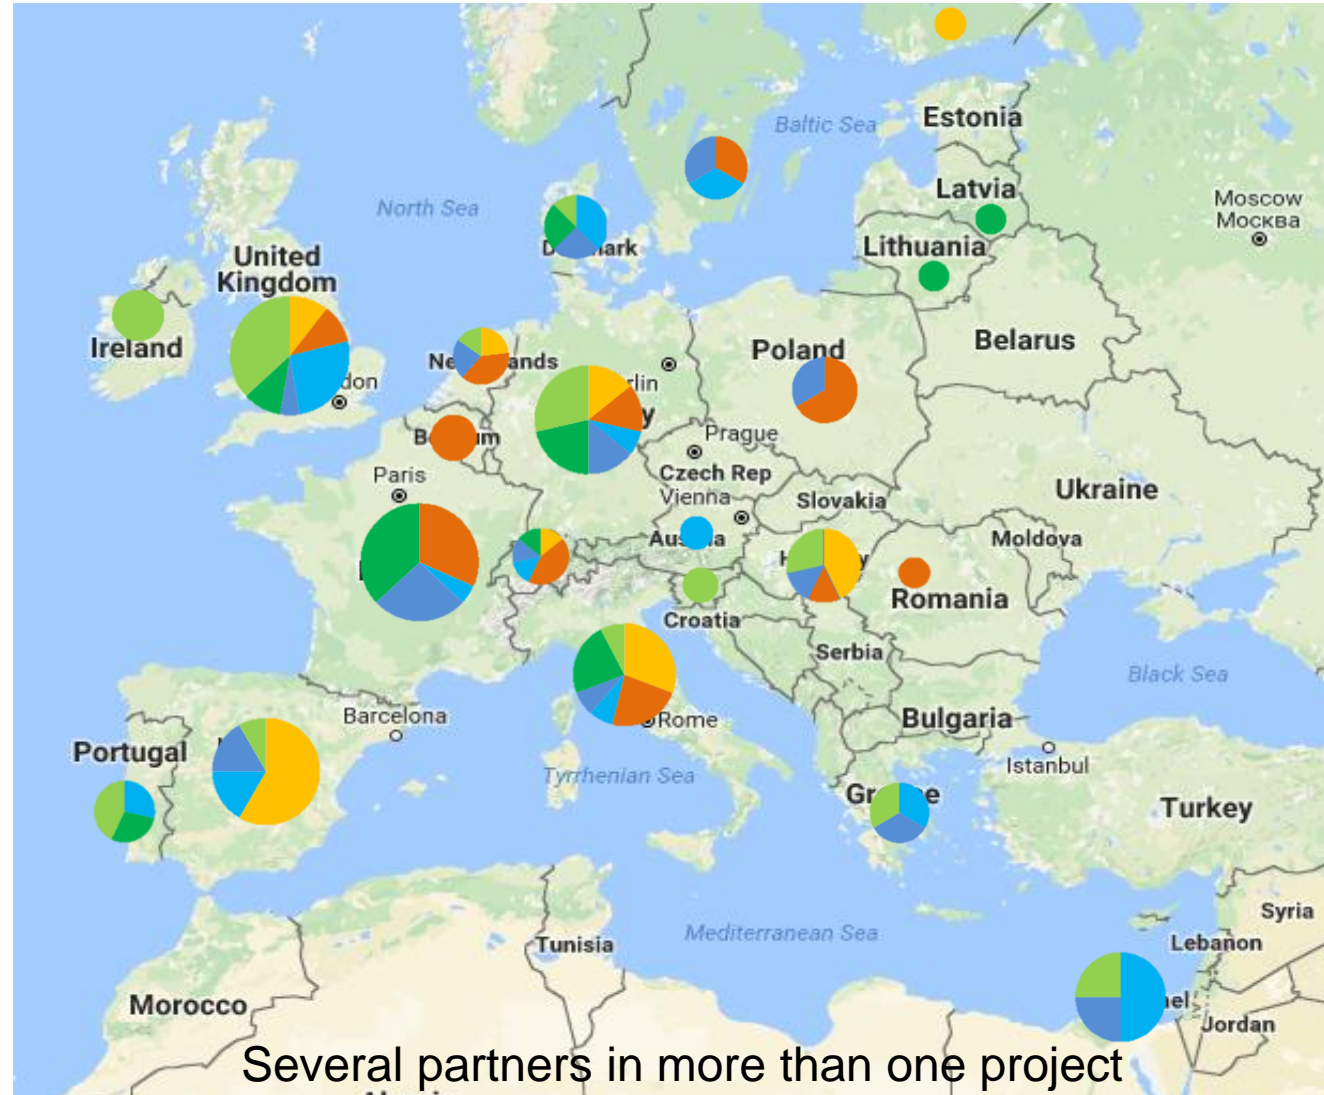 Baltic Sea
Estonia
Latvia
Moscow
Москва
North Sea
Lithuania
United
Kingdom
Belarus
Ireland
Poland
Prague
Paris
Czech Rep
Vienna
Slovakia
Ukraine
Moldova
Romania
Croatia
Serbia
Black Sea
Barcelona
Rome
Bulgaria
Portugal
Istanbul
Tyrrhenian Sea
Turkey
Syria
Mediterranean Sea
Lebanon
Tunisia
Morocco
Jordan
Several partners in more than one project